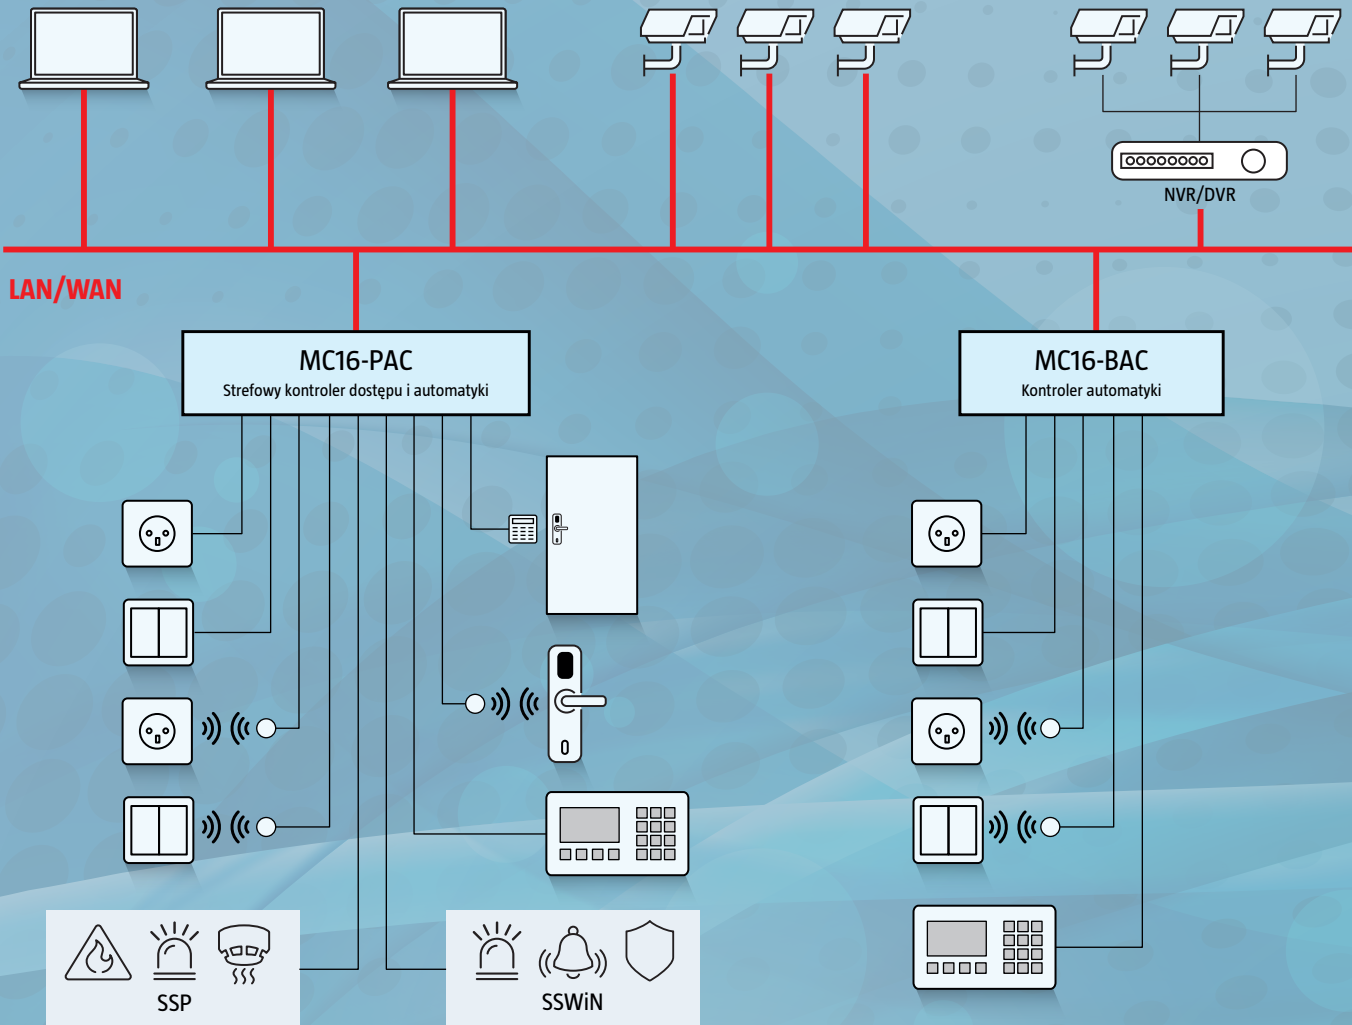 NVR/DVR
LAN/WAN
MC16-PAC
Strefowy kontroler dostępu i automatyki
MC16-BAC
Kontroler automatyki
SSP
SSWiN